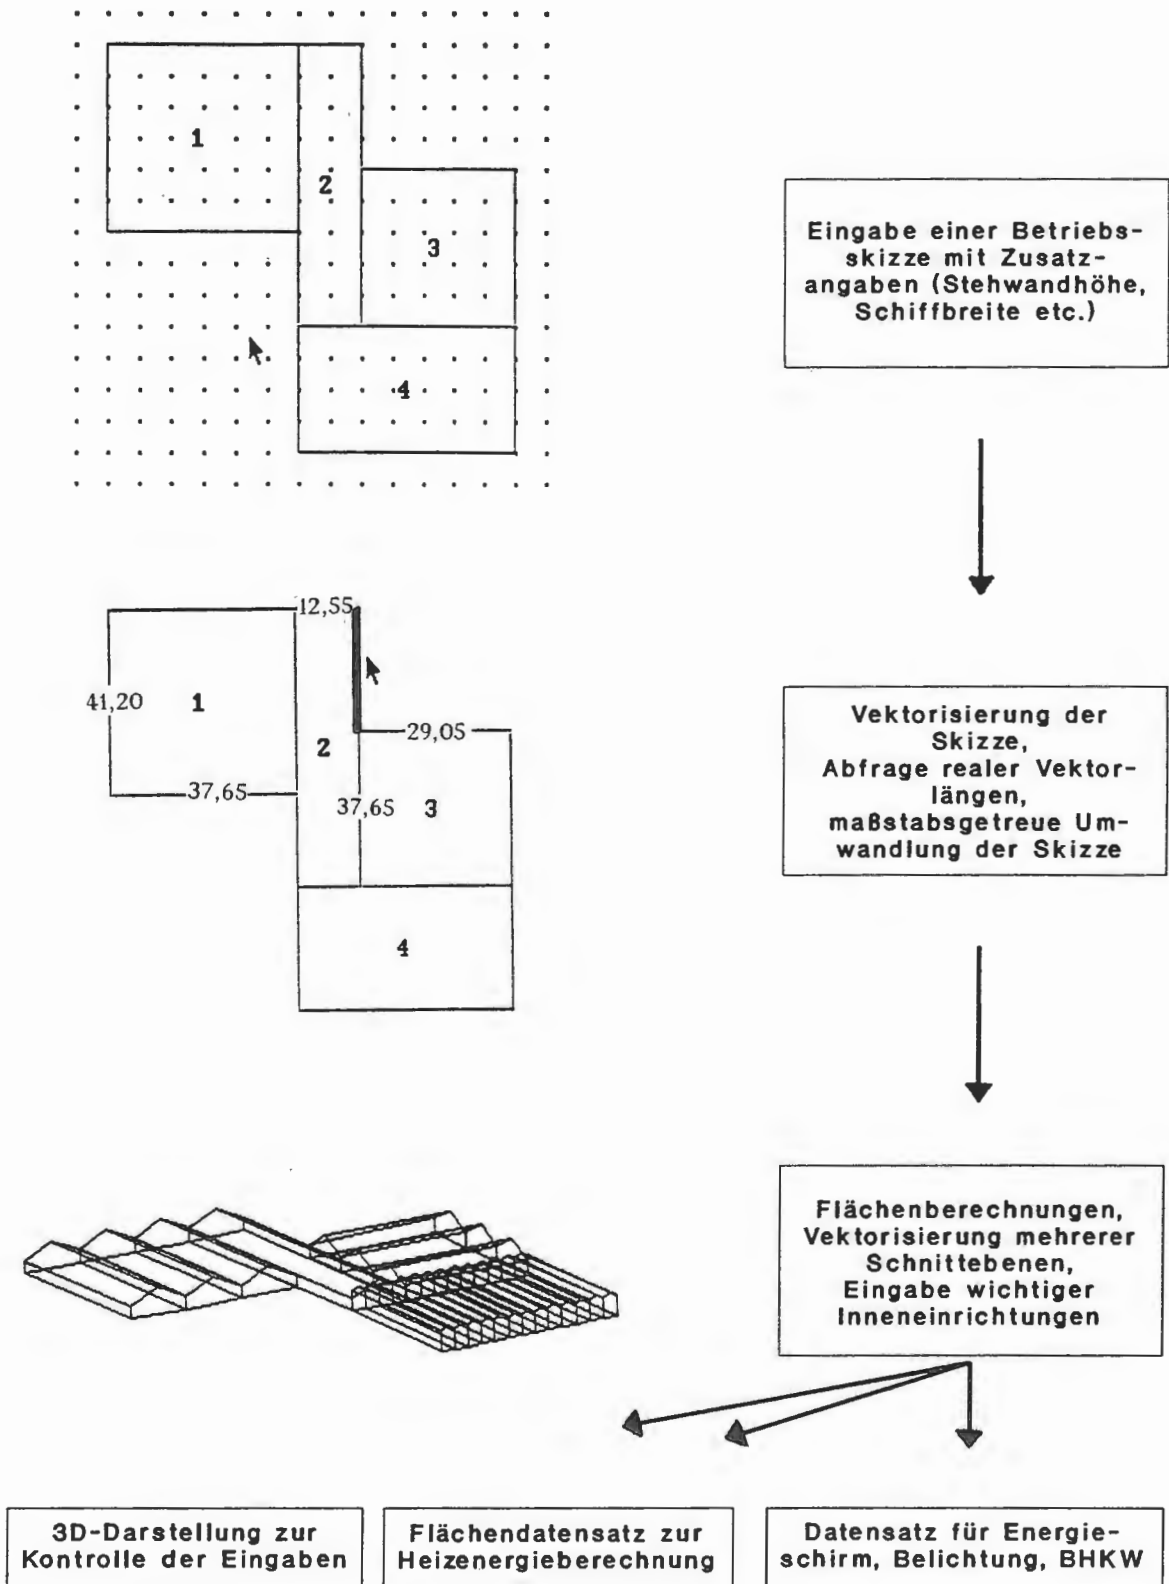 1
2
3
4
Eingabe einer Betriebs-
skizze mit Zusatz-
angaben (Stehwandhöhe,
Schiffbreite etc.)
12,55
41,20
1
29,05
2
37,65
37,65
3
4
Vektorisierung der
Skizze,
Abfrage realer Vektor-
längen,
maßstabsgetreue Um-
wandlung der Skizze
Flächenberechnungen,
Vektorisierung mehrerer
Schnittebenen,
Eingabe wichtiger
Inneneinrichtungen
3D-Darstellung zur
Kontrolle der Eingaben
Flächendatensatz zur
Heizenergieberechnung
Datensatz für Energie-
schirm, Belichtung, BHKW